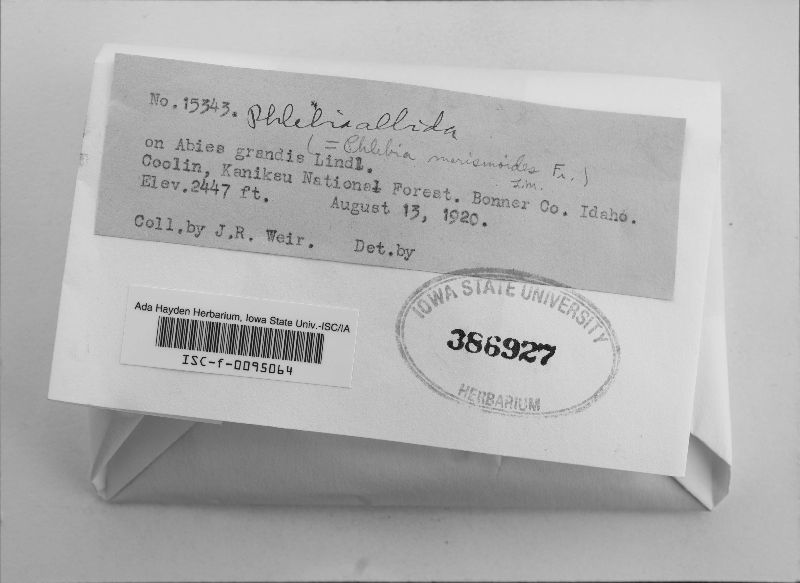 No. 15343. Phlebia albida
(= Phlebia merismoides Fr.)
on Abies grandis Lindl.
Coolin, Kaniksu National Forest. Bonner Co. Idaho.
Elev. 2447 ft. August 13, 1920.
Coll. by J.R. Weir. Det. by
Ada Hayden Herbarium, Iowa State Univ.-ISC/IA
ISC-f-0095064
IOWA STATE UNIVERSITY
386927
HERBARIUM